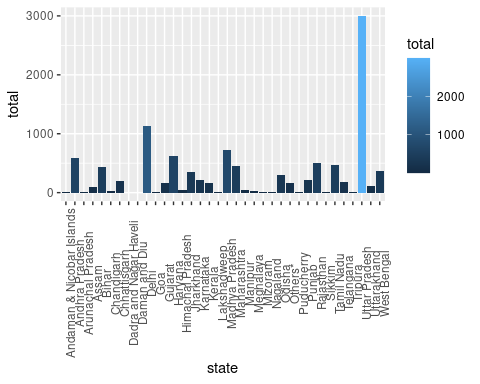 3000
2000
1000
0
total
Andaman & Nicobar Islands
Andhra Pradesh
Arunachal Pradesh
Assam
Bihar
Chandigarh
Chhattisgarh
Dadra and Nagar Haveli
Daman and Diu
Delhi
Goa
Gujarat
Haryana
Himachal Pradesh
Jharkhand
Karnataka
Kerala
Lakshadweep
Madhya Pradesh
Maharashtra
Manipur
Meghalaya
Mizoram
Nagaland
Odisha
Others
Puducherry
Punjab
Rajasthan
Sikkim
Tamil Nadu
Telangana
Tripura
Uttar Pradesh
Uttarakhand
West Bengal
state
total
2000
1000